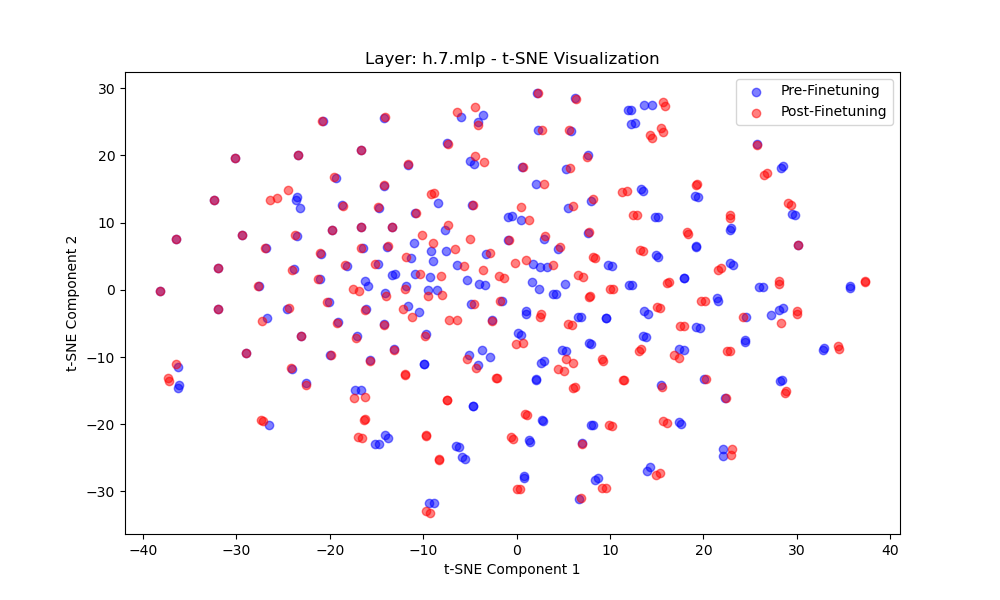 Layer: h.7.mlp - t-SNE Visualization
Pre-Finetuning
Post-Finetuning
30
20
10
0
−10
−20
−30
t-SNE Component 2
−40 −30 −20 −10 0 10 20 30 40
t-SNE Component 1